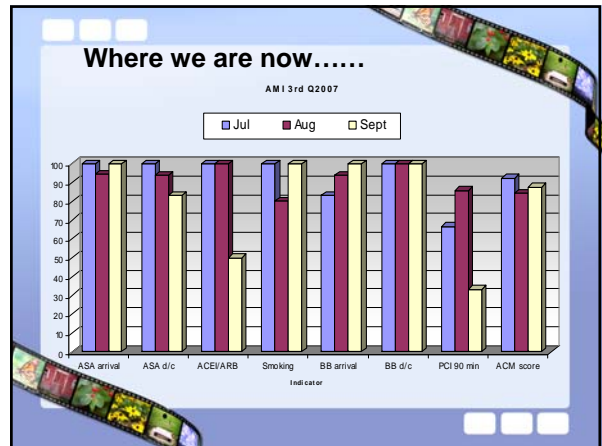 Where we are now……
AMI 3rd Q2007
Jul Aug Sept
100
90
80
70
60
50
40
30
20
10
0
ASA arrival ASA d/c ACEI/ARB Smoking BB arrival BB d/c PCI 90 min ACM score
Indicator